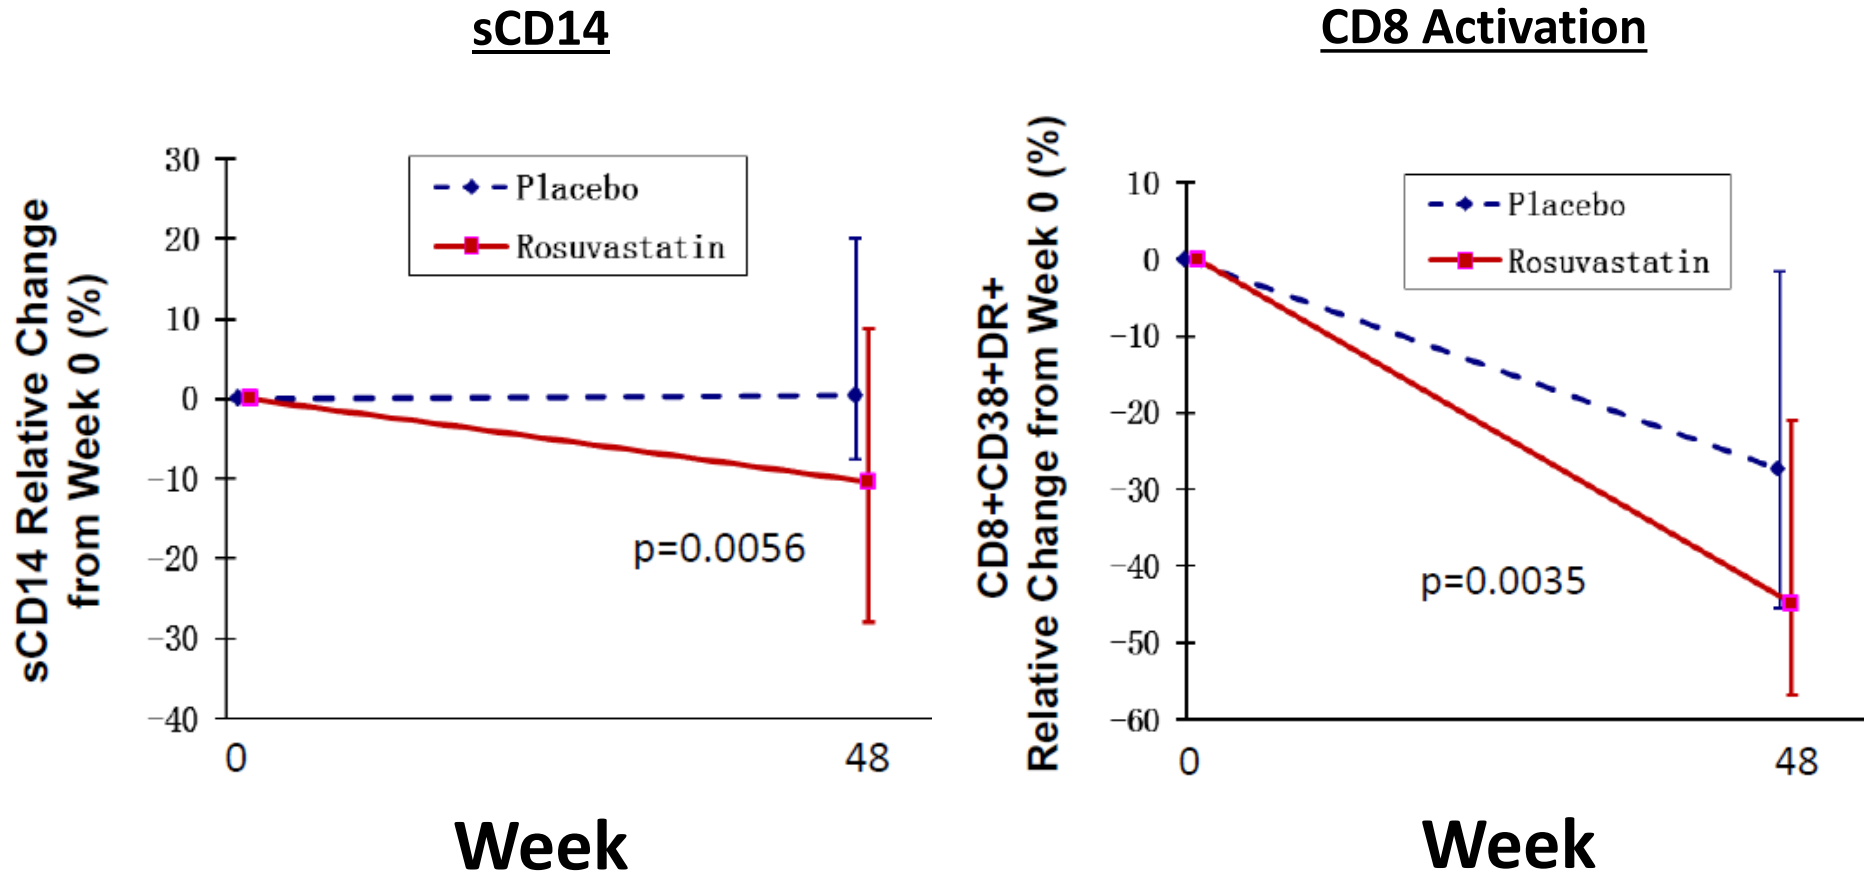 sCD14
sCD14 Relative Change
from Week 0 (%)
30
20
10
0
−10
−20
−30
−40
Placebo
Rosuvastatin
p=0.0056
0
48
Week
CD8 Activation
CD8+CD38+DR+
Relative Change from Week 0 (%)
10
0
−10
−20
−30
−40
−50
−60
Placebo
Rosuvastatin
p=0.0035
0
48
Week